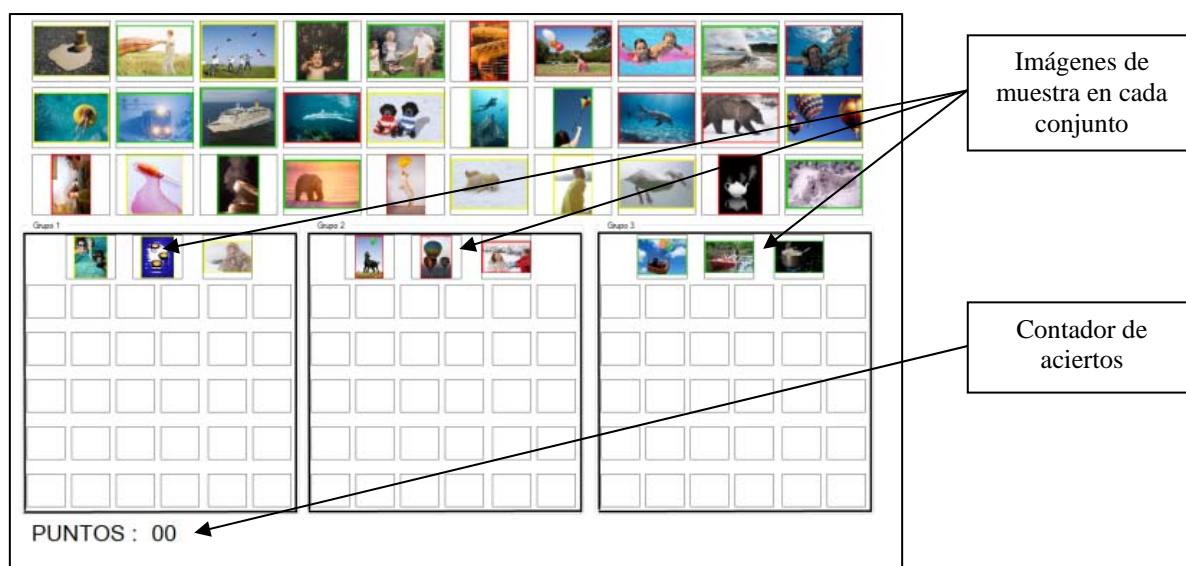 Imágenes de
muestra en cada
conjunto
Grupo 1
Grupo 2
Grupo 3
Contador de
aciertos
PUNTOS : 00